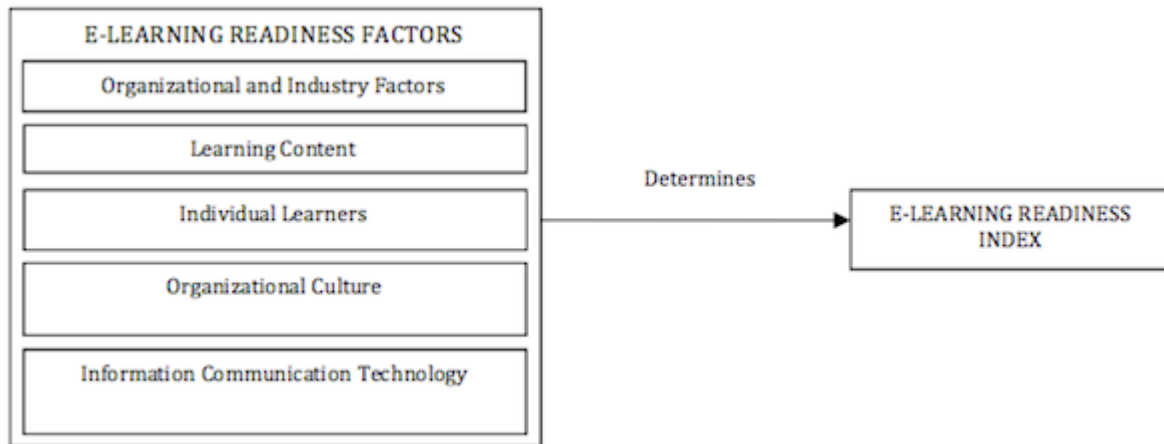 E-LEARNING READINESS FACTORS
Organizational and Industry Factors
Learning Content
Individual Learners
Organizational Culture
Information Communication Technology
Determines
E-LEARNING READINESS
INDEX